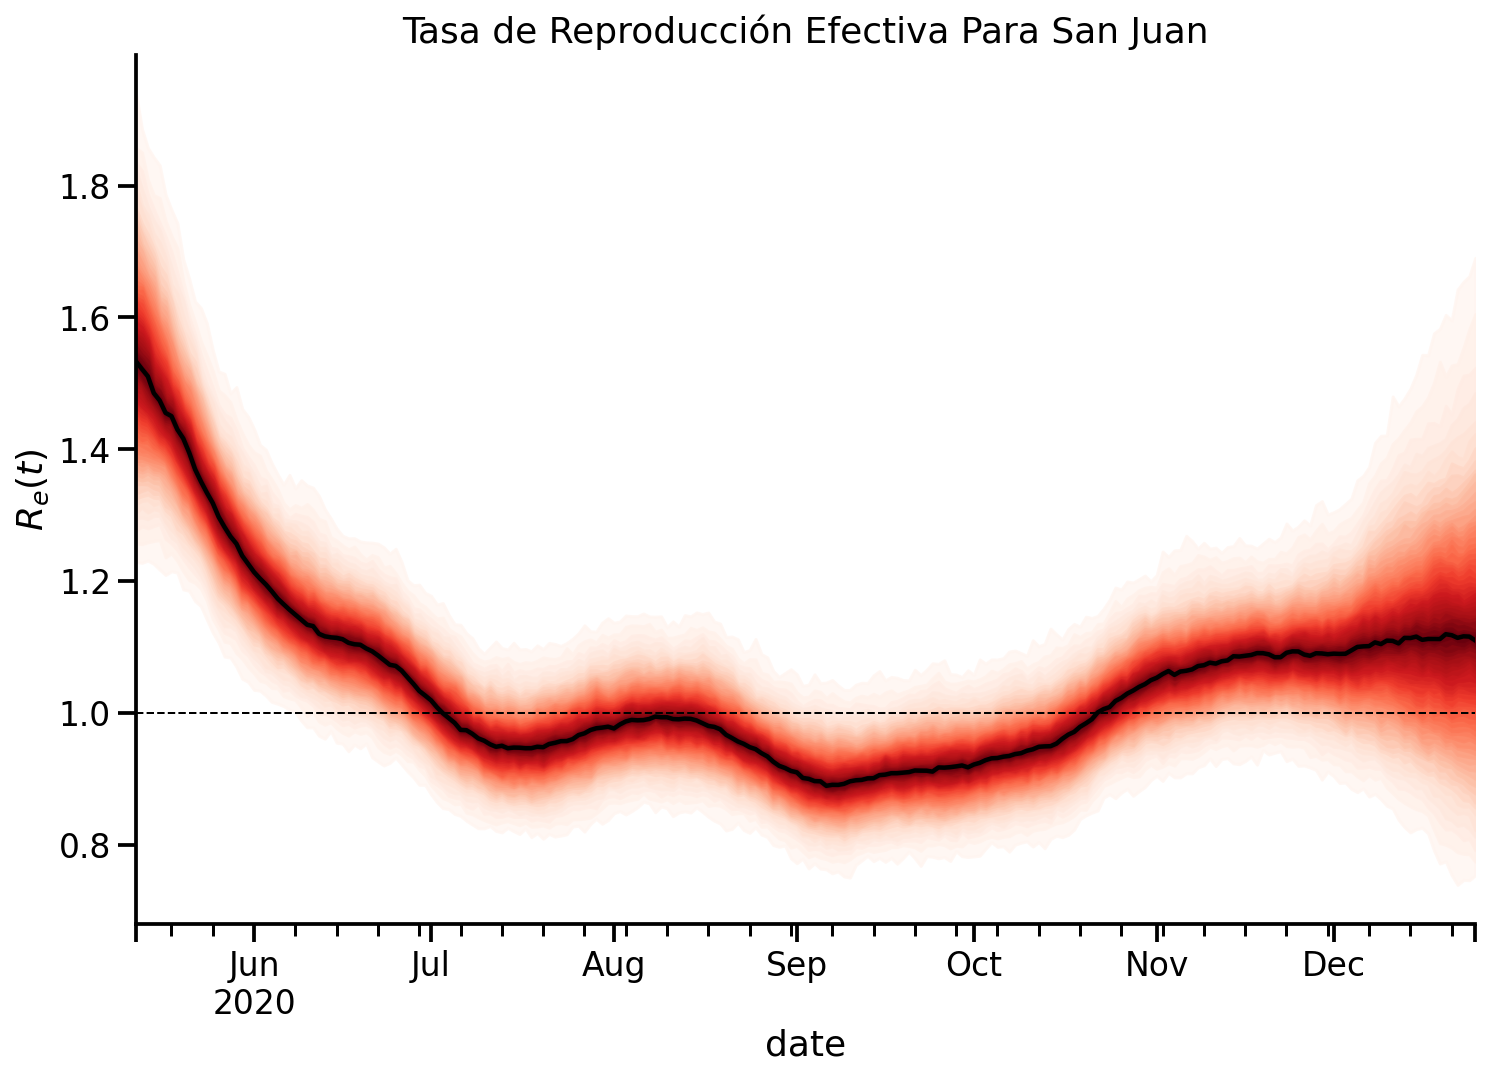 Tasa de Reproducción Efectiva Para San Juan
R_e(t)
1.8
1.6
1.4
1.2
1.0
0.8
Jun Jul Aug Sep Oct Nov Dec
2020
date